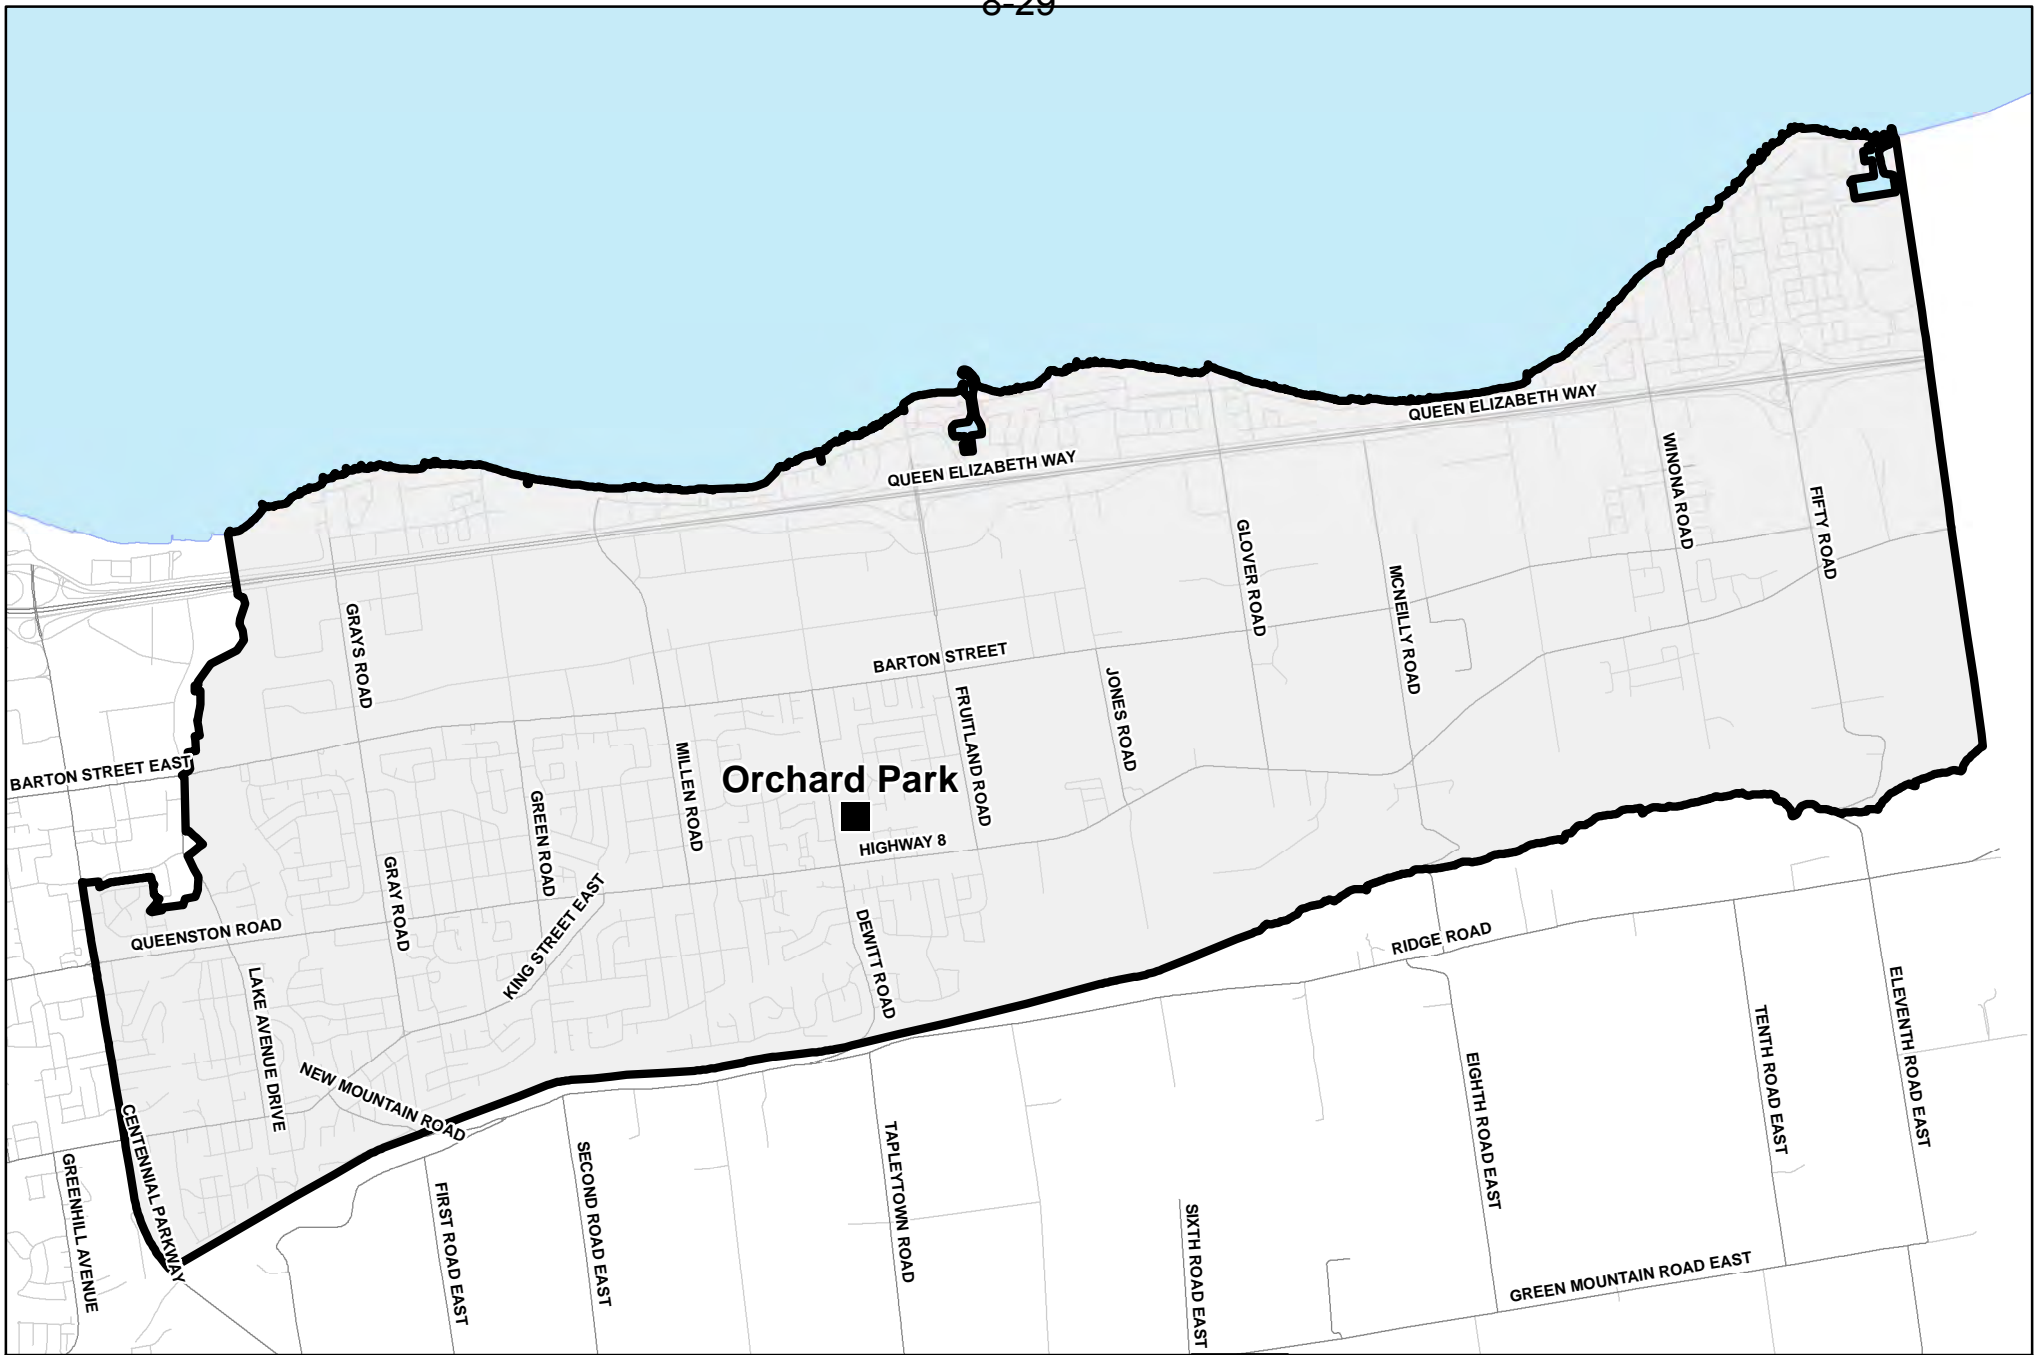 8-29
QUEEN ELIZABETH WAY
QUEEN ELIZABETH WAY
WINONA ROAD
FIFTY ROAD
GLOVER ROAD
MCNEILLY ROAD
GRAYS ROAD
BARTON STREET
JONES ROAD
FRUITLAND ROAD
BARTON STREET EAST
MILLEN ROAD
Orchard Park
GREEN ROAD
HIGHWAY 8
GRAY ROAD
KING STREET EAST
QUEENSTON ROAD
DEWITT ROAD
RIDGE ROAD
LAKE AVENUE DRIVE
ELEVENTH ROAD EAST
TENTH ROAD EAST
NEW MOUNTAIN ROAD
EIGHTH ROAD EAST
CENTENNIAL PARKWAY
TAPLEYTOWN ROAD
SECOND ROAD EAST
GREENHILL AVENUE
FIRST ROAD EAST
SIXTH ROAD EAST
GREEN MOUNTAIN ROAD EAST